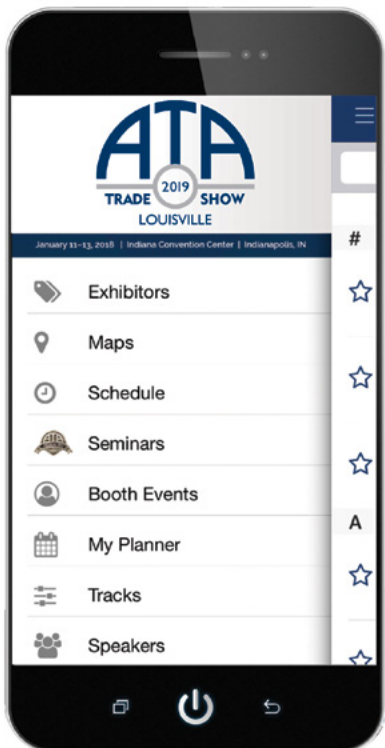 ATA
TRADE 2019 SHOW
LOUISVILLE
January 11-13, 2018 | Indiana Convention Center | Indianapolis, IN
#
Exhibitors
Maps
Schedule
Seminars
Booth Events
A
My Planner
Tracks
Speakers